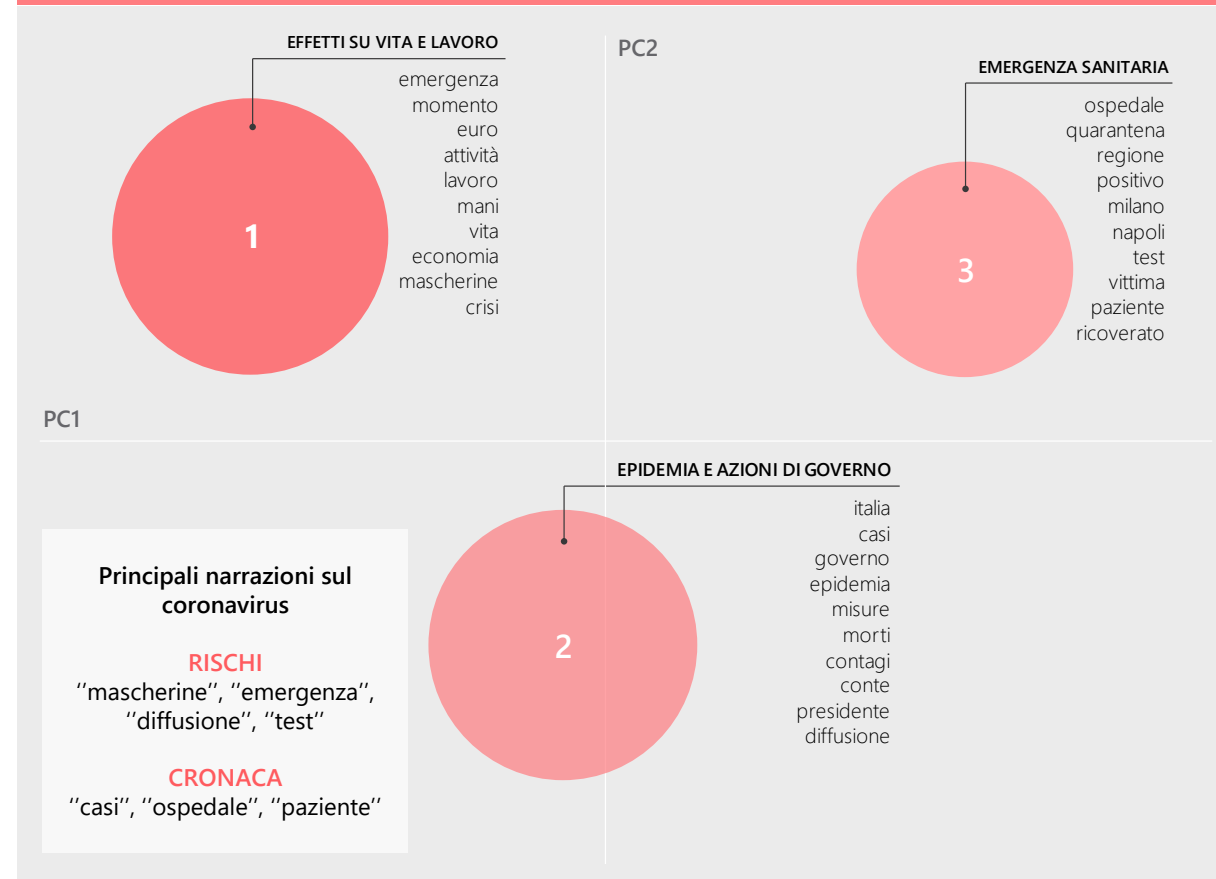 EFFETTI SU VITA E LAVORO
emergenza
momento
euro
attività
lavoro
mani
vita
economia
mascherine
crisi
1
PC2
EMERGENZA SANITARIA
ospedale
quarantena
regione
positivo
milano
napoli
test
vittima
paziente
ricoverato
3
PC1
EPIDEMIA E AZIONI DI GOVERNO
italia
casi
governo
epidemia
misure
morti
contagi
conte
presidente
diffusione
2
Principali narrazioni sul
coronavirus
RISCHI
‘‘mascherine’’, ‘‘emergenza’’,
‘‘diffusione’’, ‘‘test’’
CRONACA
‘‘casi’’, ‘‘ospedale’’, ‘‘paziente’’